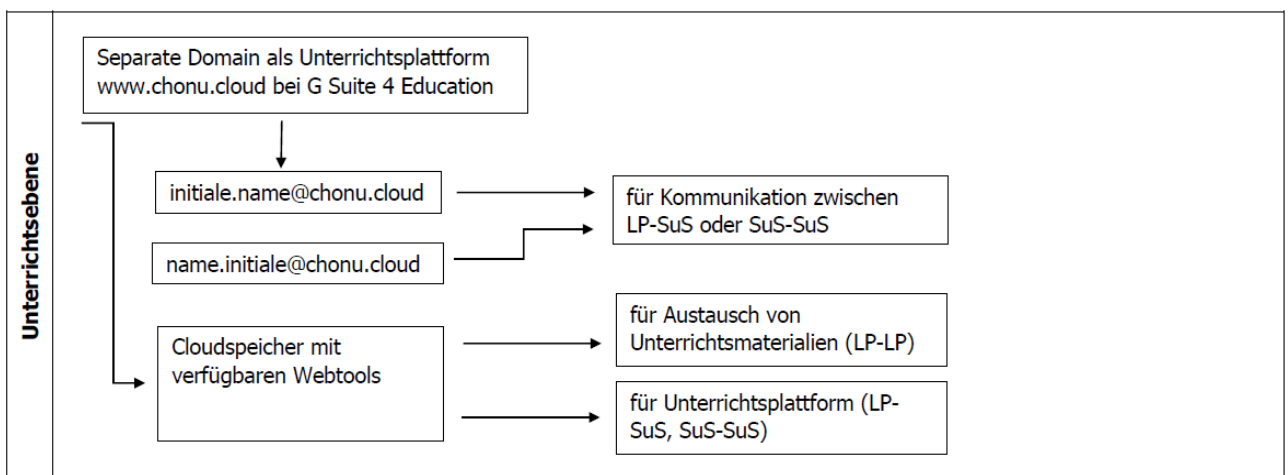 Unterrichtsebene
Separate Domain als Unterrichtsplattform
www.chonu.cloud bei G Suite 4 Education
initiale.name@chonu.cloud
für Kommunikation zwischen
LP-SuS oder SuS-SuS
name.initiale@chonu.cloud
für Austausch von
Unterrichtsmaterialien (LP-LP)
Cloudspeicher mit
verfügbaren Webtools
für Unterrichtsplattform (LP-
SuS, SuS-SuS)